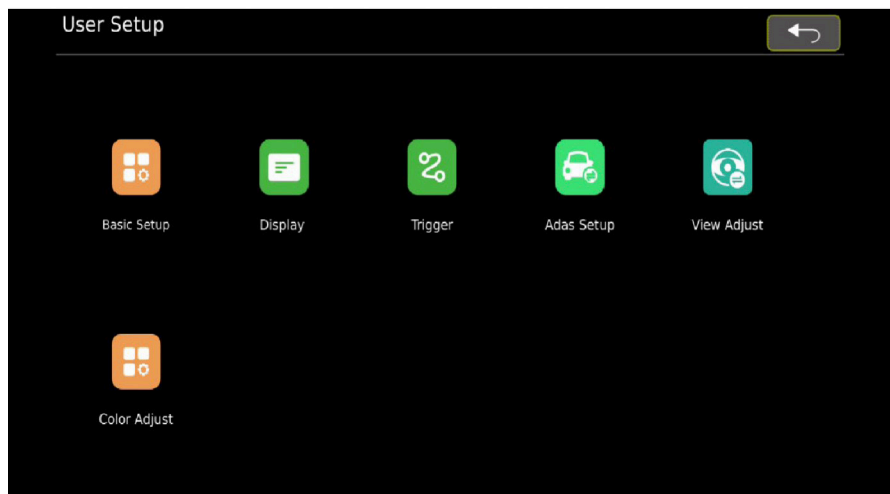 User Setup
Basic Setup
Display
Trigger
Adas Setup
View Adjust
Color Adjust